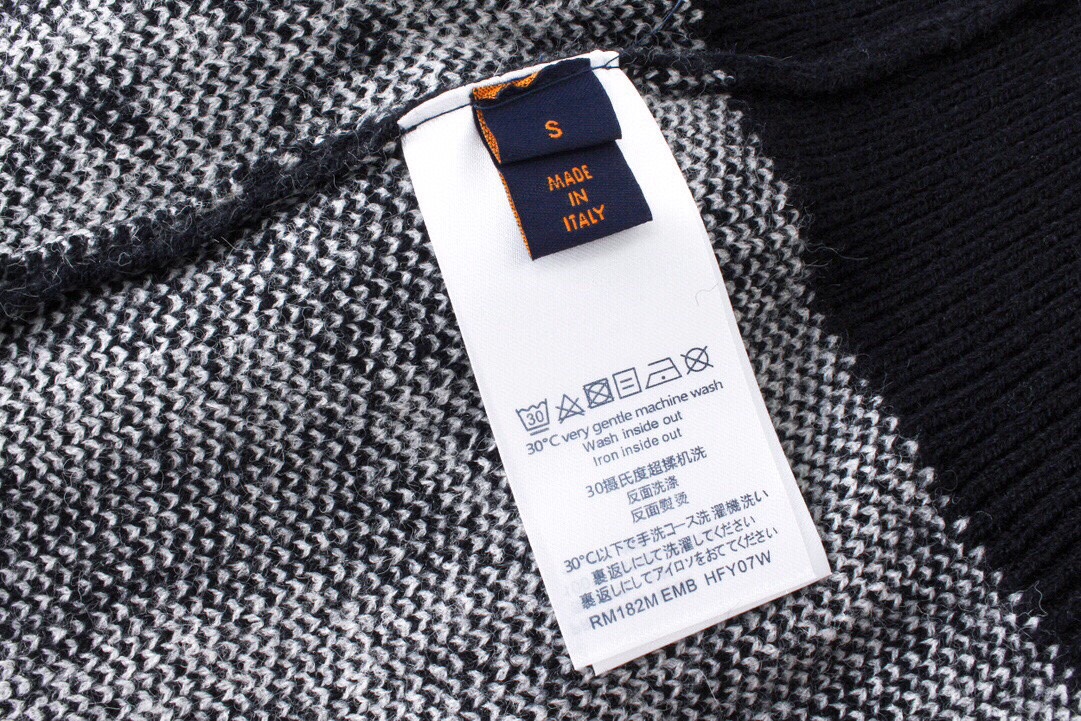 S
MADE
IN
ITALY
30
30°C very gentle machine wash
Wash inside out
Iron inside out
30摄氏度超揉机洗
反面洗涤
反面熨烫
30℃以下で手洗コース洗濯機洗い
裏返しにして洗濯してください
裏返しにしてアイロンをおてください
RM182M EMB HFY07W